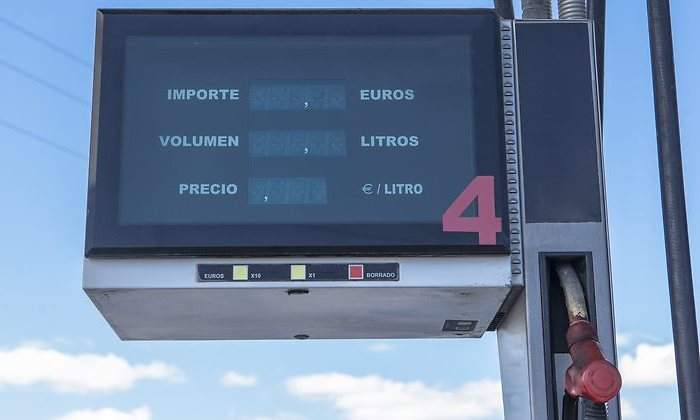 IMPORTE , EUROS
VOLUMEN , LITROS
PRECIO , € / LITRO
4
EUROS X10 X1 BORRADO